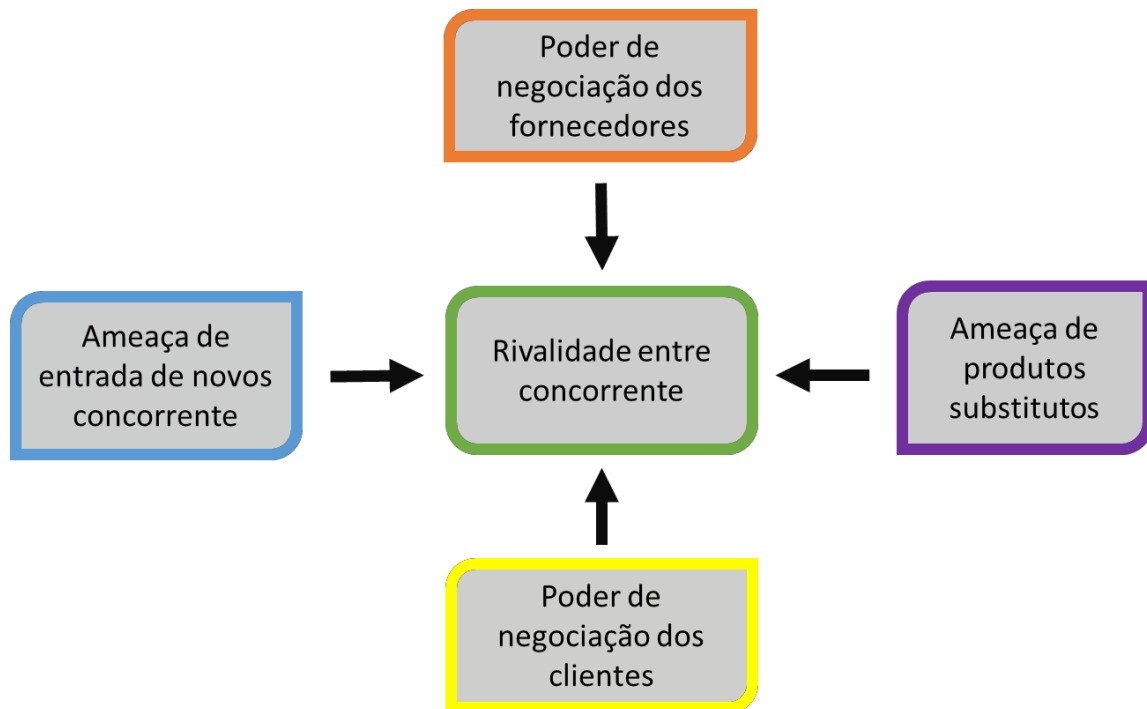 Poder de
negociação dos
fornecedores
Ameaça de
entrada de novos
concorrente
Rivalidade entre
concorrente
Ameaça de
produtos
substitutos
Poder de
negociação dos
clientes